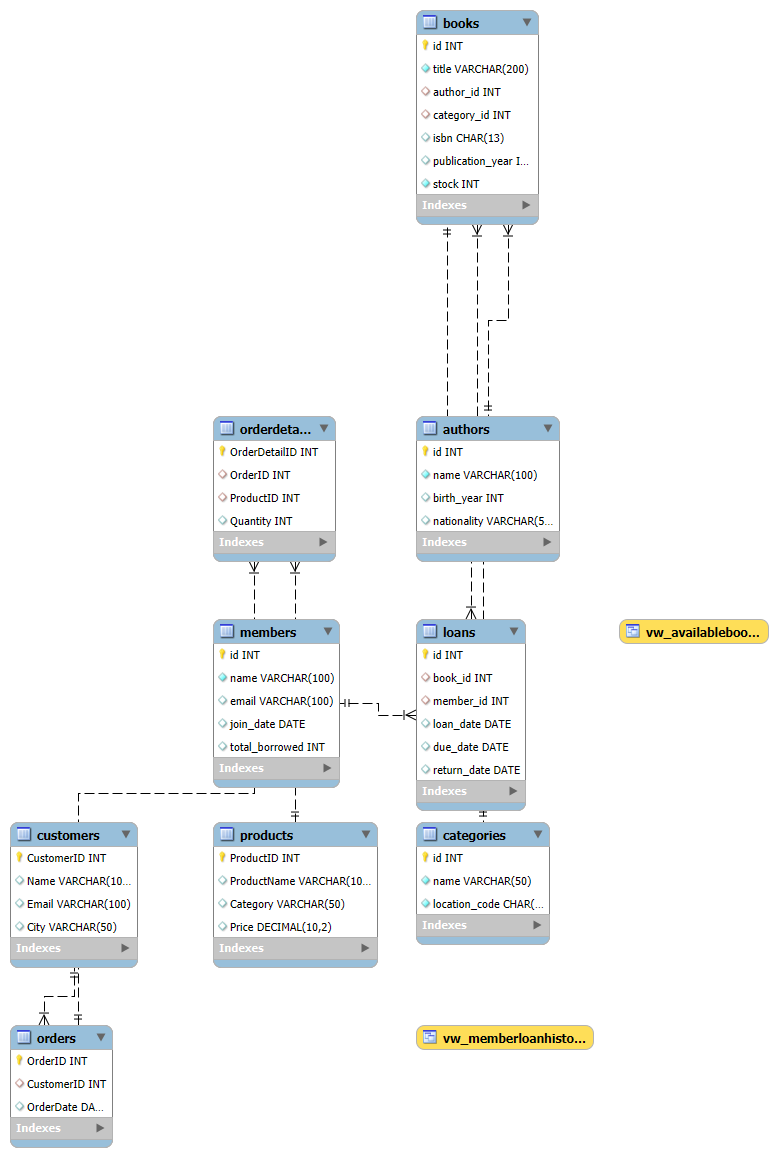 books
id INT
title VARCHAR(200)
author_id INT
category_id INT
isbn CHAR(13)
publication_year I...
stock INT
Indexes
orderdeta...
OrderDetailID INT
OrderID INT
ProductID INT
Quantity INT
Indexes
authors
id INT
name VARCHAR(100)
birth_year INT
nationality VARCHAR(5...
Indexes
members
id INT
name VARCHAR(100)
email VARCHAR(100)
join_date DATE
total_borrowed INT
Indexes
loans
id INT
book_id INT
member_id INT
loan_date DATE
due_date DATE
return_date DATE
Indexes
vw_availableboo...
customers
CustomerID INT
Name VARCHAR(10...
Email VARCHAR(100)
City VARCHAR(50)
Indexes
products
ProductID INT
ProductName VARCHAR(10...
Category VARCHAR(50)
Price DECIMAL(10,2)
Indexes
categories
id INT
name VARCHAR(50)
location_code CHAR(...
Indexes
orders
OrderID INT
CustomerID INT
OrderDate DA...
Indexes
vw_memberloanhisto...